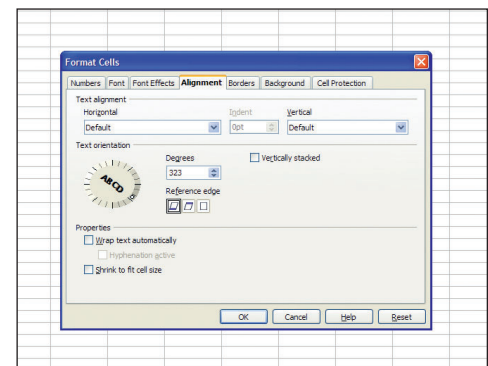 Format Cells
Numbers Font Font Effects Alignment Borders Background Cell Protection
Text alignment
Horizontal Indent Vertical
Default 0pt Default
Text orientation
ABCD
Degrees Vertically stacked
323
Reference edge
Properties
Wrap text automatically
Hyphenation active
Shrink to fit cell size
OK Cancel Help Reset